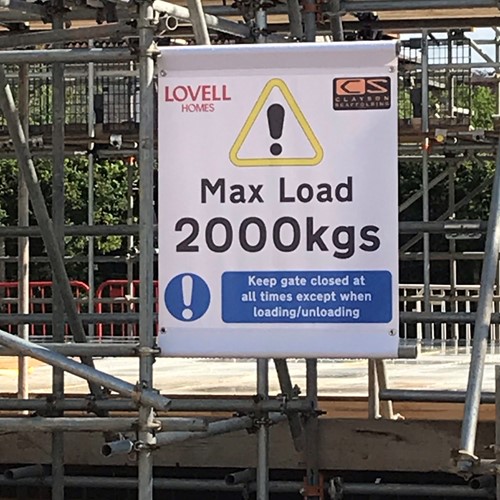 LOVELL
HOMES
CS
CLAYSON
SCAFFOLDING
Max Load
2000kgs
Keep gate closed at
all times except when
loading/unloading